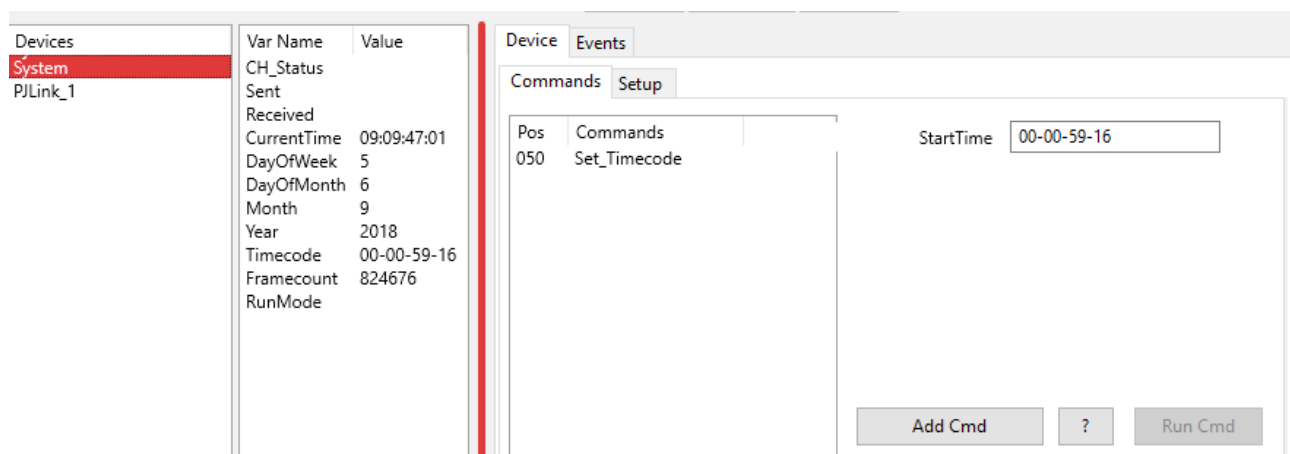 Devices
System
PJLink_1
Var Name Value
CH_Status
Sent
Received
CurrentTime 09:09:47:01
DayOfWeek 5
DayOfMonth 6
Month 9
Year 2018
Timecode 00-00-59-16
Framecount 824676
RunMode
Device Events
Commands Setup
Pos Commands
050 Set_Timecode
StartTime 00-00-59-16
Add Cmd ? Run Cmd